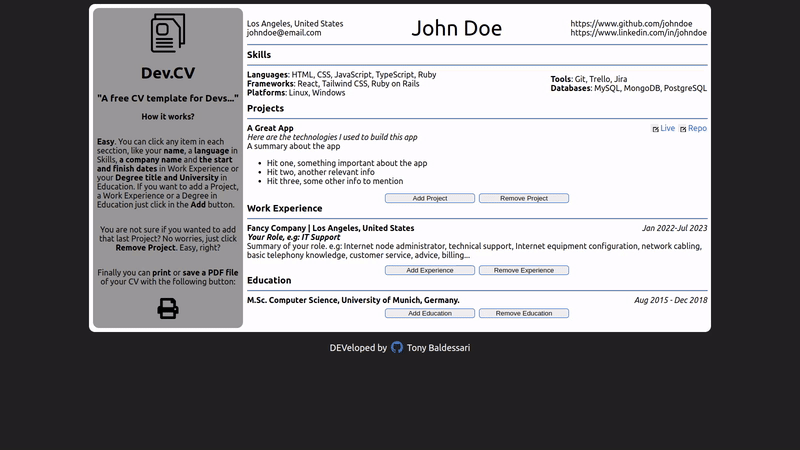 Dev.CV
"A free CV template for Devs..."
How it works?
Easy. You can click any item in each
secction, like your name, a language in
Skills, a company name and the start
and finish dates in Work Experience or
your Degree title and University in
Education. If you want to add a Project,
a Work Experience or a Degree in
Education just click in the Add button.
You are not sure if you wanted to add
that last Project? No worries, just click
Remove Project. Easy, right?
Finally you can print or save a PDF file
of your CV with the following button:
Los Angeles, United States
johndoe@email.com
John Doe
https://www.github.com/johndoe
https://www.linkedin.com/in/johndoe
Skills
Languages: HTML, CSS, JavaScript, TypeScript, Ruby
Frameworks: React, Tailwind CSS, Ruby on Rails
Platforms: Linux, Windows
Tools: Git, Trello, Jira
Databases: MySQL, MongoDB, PostgreSQL
Projects
A Great App
Live
Repo
Here are the technologies I used to build this app
A summary about the app
• Hit one, something important about the app
• Hit two, another relevant info
• Hit three, some other info to mention
Add Project
Remove Project
Work Experience
Fancy Company | Los Angeles, United States
Jan 2022-Jul 2023
Your Role, e.g: IT Support
Summary of your role. e.g: Internet node administrator, technical support, Internet equipment configuration, network cabling,
basic telephony knowledge, customer service, advice, billing...
Add Experience
Remove Experience
Education
M.Sc. Computer Science, University of Munich, Germany.
Aug 2015 - Dec 2018
Add Education
Remove Education
DEVeloped by
Tony Baldessari